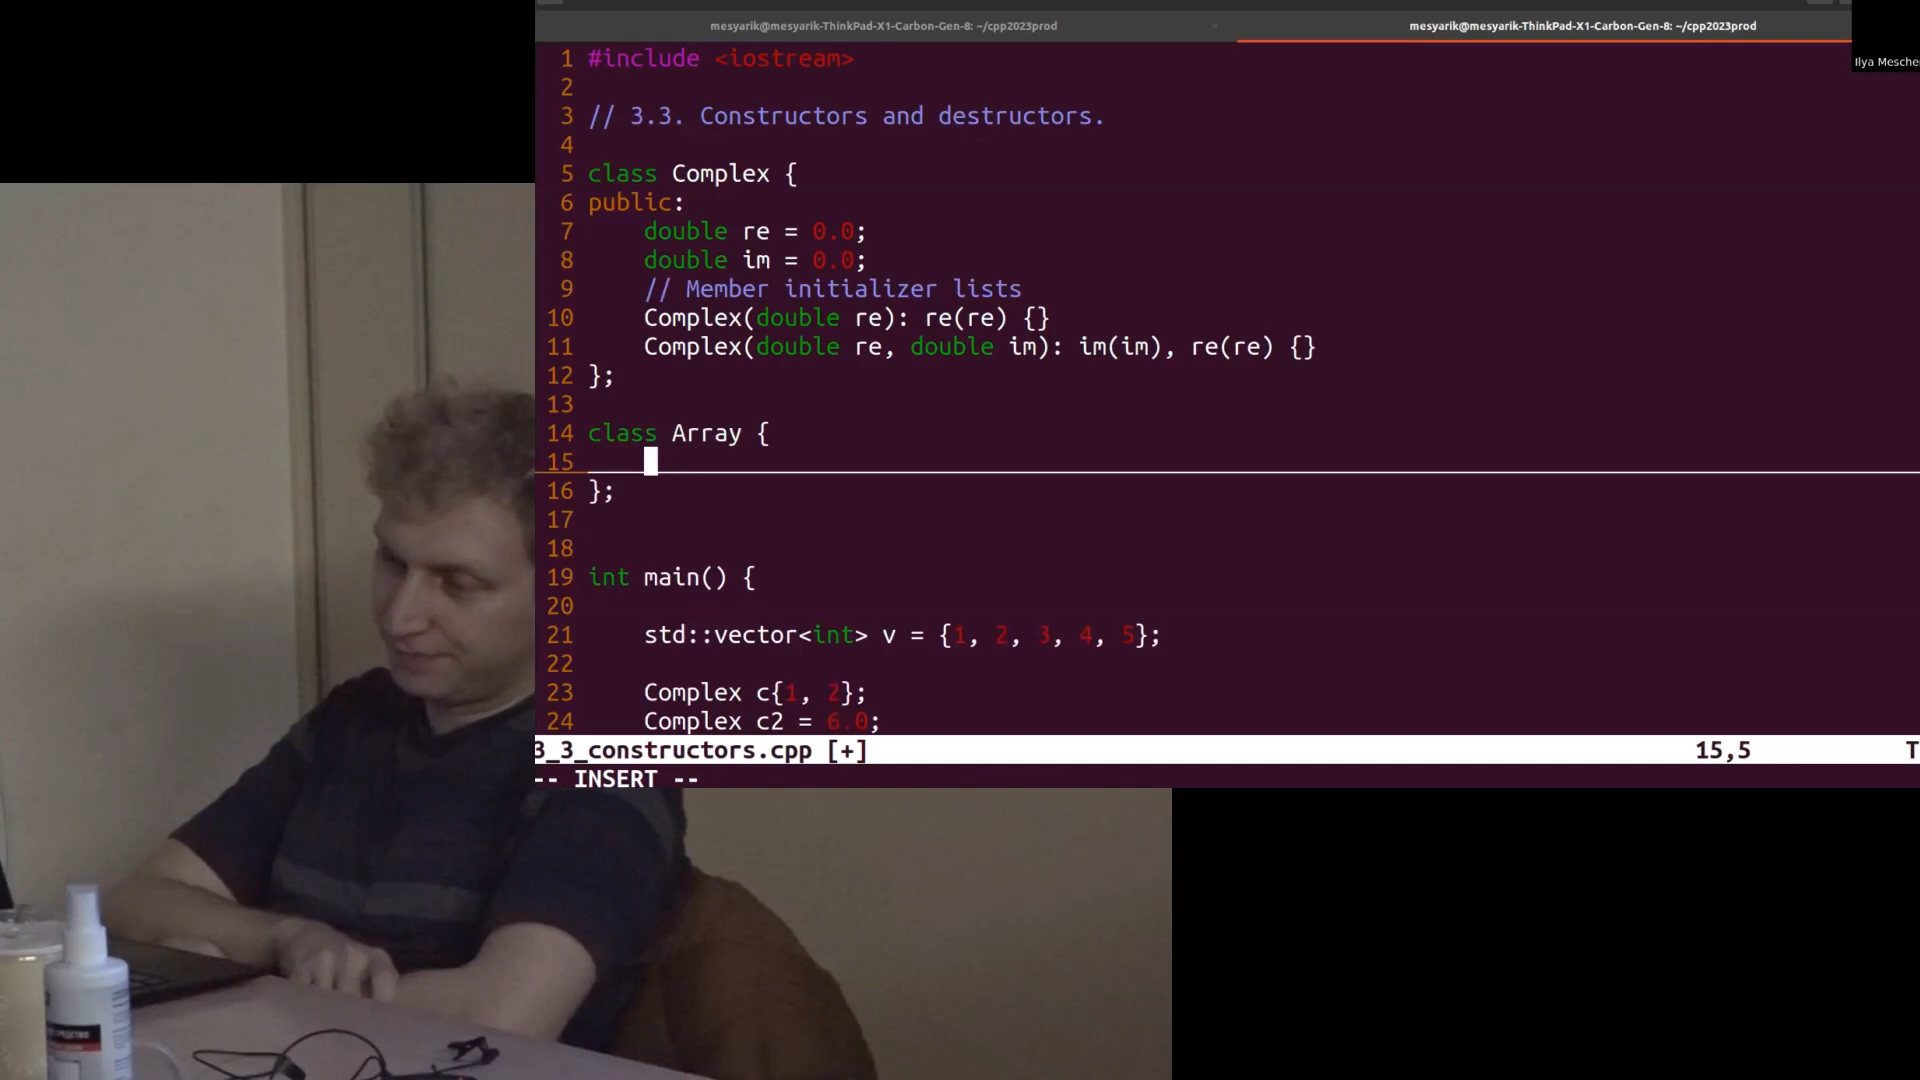 mesyarik@mesyarik-ThinkPad-X1-Carbon-Gen-8: ~/cpp2023prod
mesyarik@mesyarik-ThinkPad-X1-Carbon-Gen-8: ~/cpp2023prod
Ilya Mesche
1 #include <iostream>
2
3 // 3.3. Constructors and destructors.
4
5 class Complex {
6 public:
7 double re = 0.0;
8 double im = 0.0;
9 // Member initializer lists
10 Complex(double re): re(re) {}
11 Complex(double re, double im): im(im), re(re) {}
12 };
13
14 class Array {
15
16 };
17
18
19 int main() {
20
21 std::vector<int> v = {1, 2, 3, 4, 5};
22
23 Complex c{1, 2};
24 Complex c2 = 6.0;
3_3_constructors.cpp [+] 15,5 T
-- INSERT --